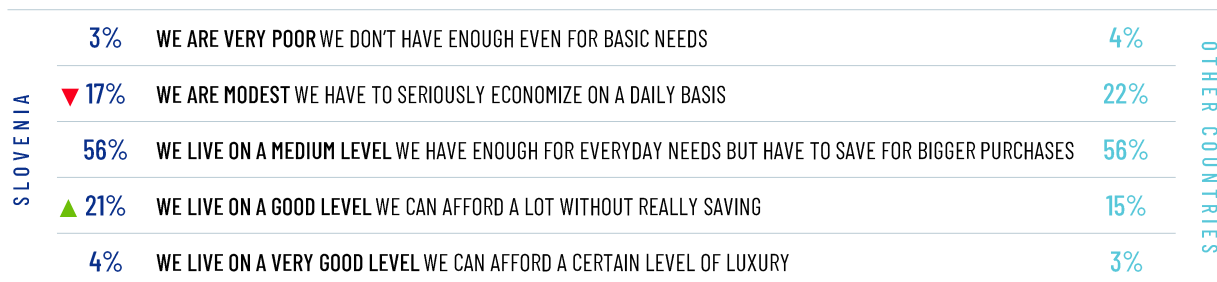 SLOVENIA
3% WE ARE VERY POOR WE DON'T HAVE ENOUGH EVEN FOR BASIC NEEDS 4%
17% WE ARE MODEST WE HAVE TO SERIOUSLY ECONOMIZE ON A DAILY BASIS 22%
56% WE LIVE ON A MEDIUM LEVEL WE HAVE ENOUGH FOR EVERYDAY NEEDS BUT HAVE TO SAVE FOR BIGGER PURCHASES 56%
21% WE LIVE ON A GOOD LEVEL WE CAN AFFORD A LOT WITHOUT REALLY SAVING 15%
4% WE LIVE ON A VERY GOOD LEVEL WE CAN AFFORD A CERTAIN LEVEL OF LUXURY 3%
OTHER COUNTRIES